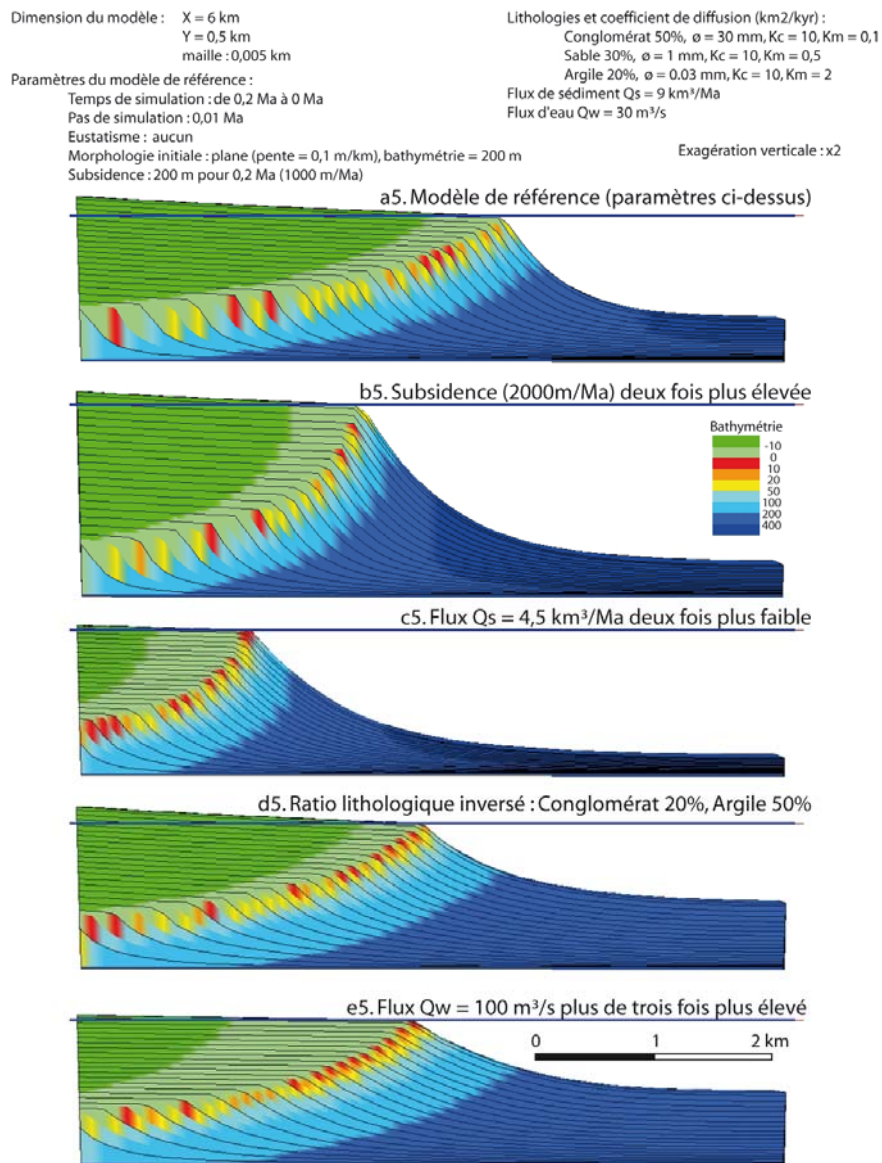 Dimension du modèle : X = 6 km
Y = 0,5 km
maille : 0,005 km
Paramètres du modèle de référence :
Temps de simulation : de 0,2 Ma à 0 Ma
Pas de simulation : 0,01 Ma
Eustatisme : aucun
Morphologie initiale : plane (pente = 0,1 m/km), bathymétrie = 200 m
Subsidence : 200 m pour 0,2 Ma (1000 m/Ma)
Lithologies et coefficient de diffusion (km2/kyr) :
Conglomérat 50%, ø = 30 mm, Kc = 10, Km = 0,1
Sable 30%, ø = 1 mm, Kc = 10, Km = 0,5
Argile 20%, ø = 0.03 mm, Kc = 10, Km = 2
Flux de sédiment Qs = 9 km³/Ma
Flux d'eau Qw = 30 m³/s
Exagération verticale : x2
a5. Modèle de référence (paramètres ci-dessus)
b5. Subsidence (2000m/Ma) deux fois plus élevée
Bathymétrie
-10
0
10
20
50
100
200
400
c5. Flux Qs = 4,5 km³/Ma deux fois plus faible
d5. Ratio lithologique inversé : Conglomérat 20%, Argile 50%
e5. Flux Qw = 100 m³/s plus de trois fois plus élevé
0 1 2 km